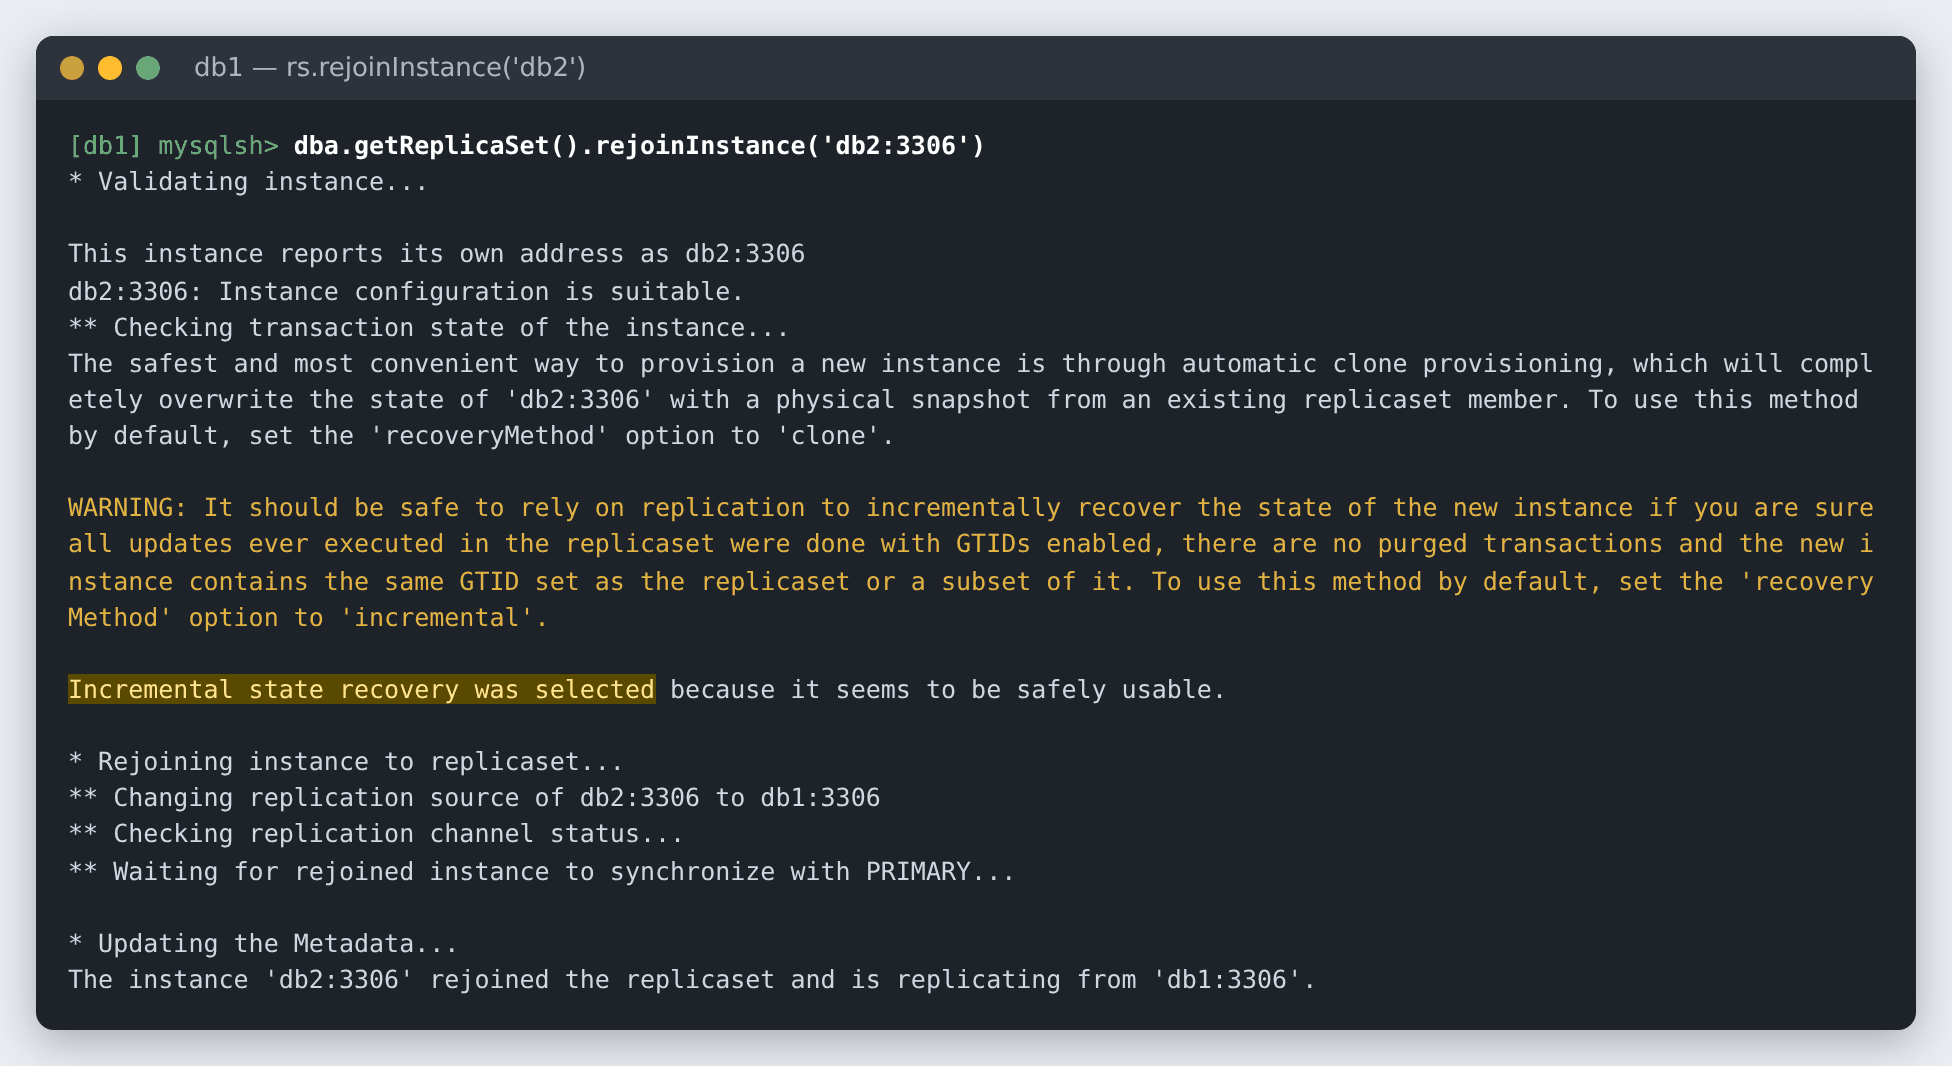 db1 — rs.rejoinInstance('db2')
[db1] mysqlsh> dba.getReplicaSet().rejoinInstance('db2:3306')
* Validating instance...
This instance reports its own address as db2:3306
db2:3306: Instance configuration is suitable.
** Checking transaction state of the instance...
The safest and most convenient way to provision a new instance is through automatic clone provisioning, which will compl
etely overwrite the state of 'db2:3306' with a physical snapshot from an existing replicaset member. To use this method
by default, set the 'recoveryMethod' option to 'clone'.
WARNING: It should be safe to rely on replication to incrementally recover the state of the new instance if you are sure
all updates ever executed in the replicaset were done with GTIDs enabled, there are no purged transactions and the new i
nstance contains the same GTID set as the replicaset or a subset of it. To use this method by default, set the 'recovery
Method' option to 'incremental'.
Incremental state recovery was selected because it seems to be safely usable.
* Rejoining instance to replicaset...
** Changing replication source of db2:3306 to db1:3306
** Checking replication channel status...
** Waiting for rejoined instance to synchronize with PRIMARY...
* Updating the Metadata...
The instance 'db2:3306' rejoined the replicaset and is replicating from 'db1:3306'.